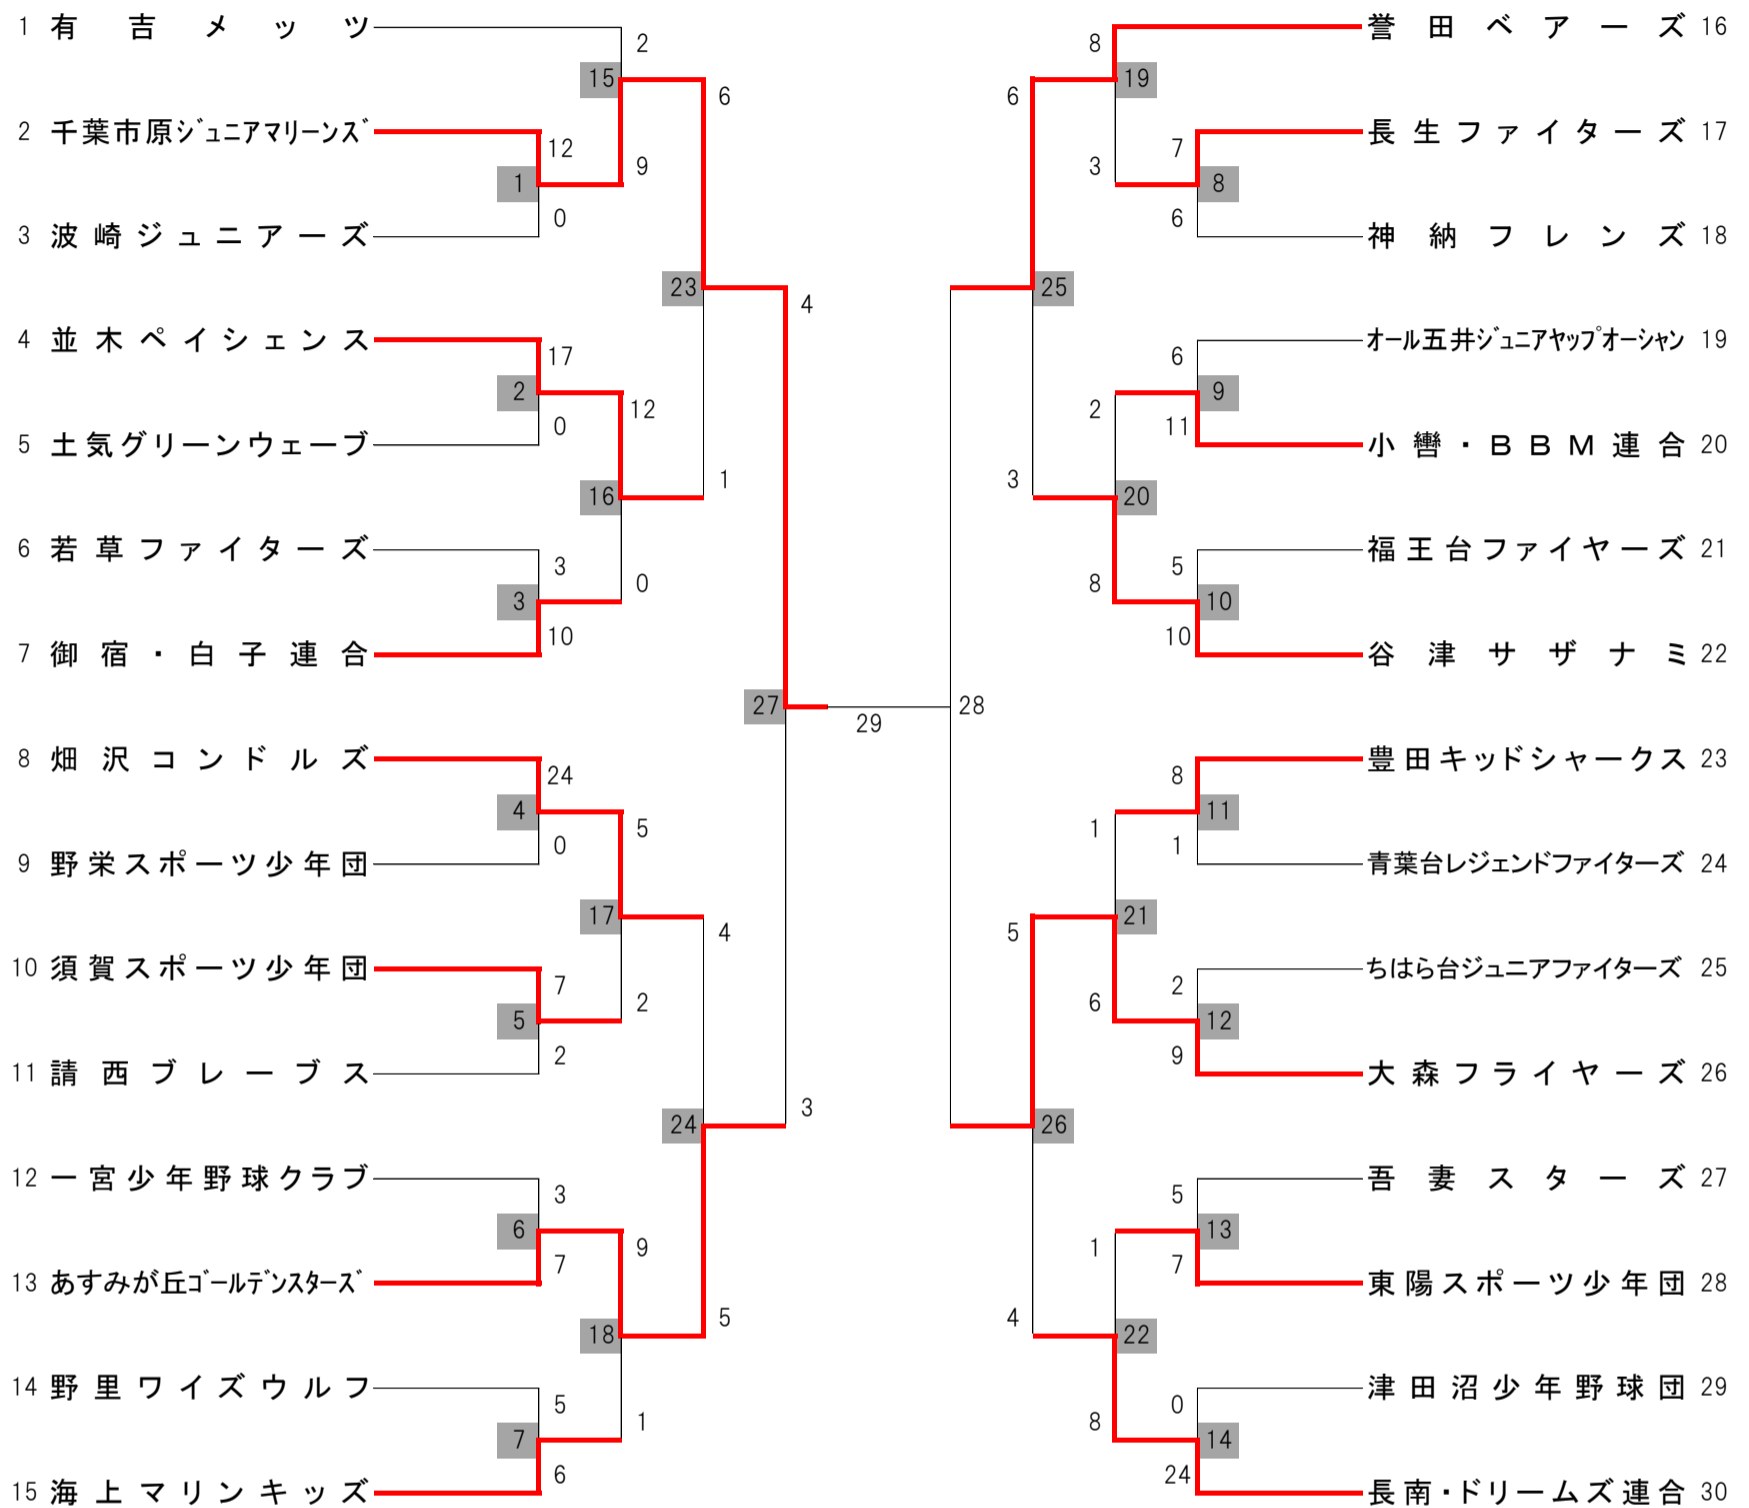 1 有吉メッツ
2
8
誉田ベアーズ 16
15
6
6
19
2 千葉市原ジュニアマリーンズ
12
9
3
7
長生ファイターズ 17
1
8
3 波崎ジュニアーズ
0
6
神納フレンズ 18
23
4
25
4 並木ペイシェンス
17
6
オール五井ジュニアヤップオーシャン 19
2
12
2
9
5 土気グリーンウェーブ
0
11
小轡・BBM連合 20
16
1
3
20
6 若草ファイターズ
3
5
福王台ファイヤーズ 21
3
0
8
10
7 御宿・白子連合
10
10
谷津サザナミ 22
27
29
28
8 畑沢コンドルズ
24
8
豊田キッドシャークス 23
4
5
1
11
9 野栄スポーツ少年団
0
1
青葉台レジェンドファイターズ 24
17
4
5
21
10 須賀スポーツ少年団
7
2
ちはら台ジュニアファイターズ 25
5
2
6
12
11 請西ブレーブス
2
9
大森フライヤーズ 26
24
3
26
12 一宮少年野球クラブ
3
5
吾妻スターズ 27
6
9
1
13
13 あすみが丘ゴールデンスターズ
7
7
東陽スポーツ少年団 28
18
5
4
22
14 野里ワイズウルフ
5
0
津田沼少年野球団 29
7
1
8
14
15 海上マリンキッズ
6
24
長南・ドリームズ連合 30